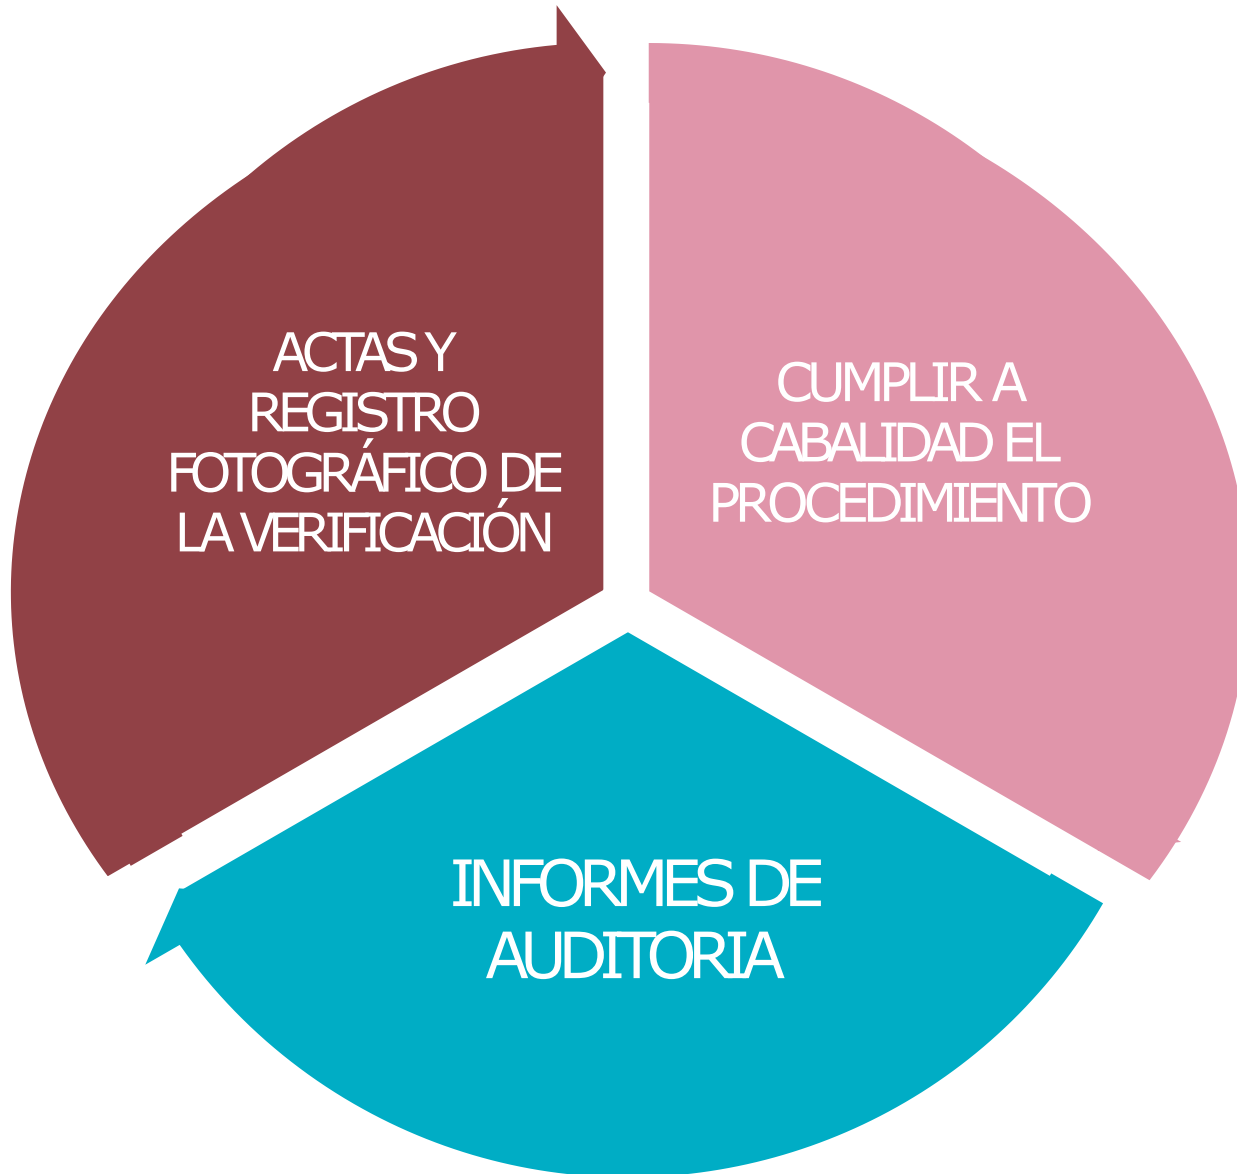 ACTAS Y
REGISTRO
FOTOGRÁFICO DE
LA VERIFICACIÓN
CUMPLIR A
CABALIDAD EL
PROCEDIMIENTO
INFORMES DE
AUDITORIA